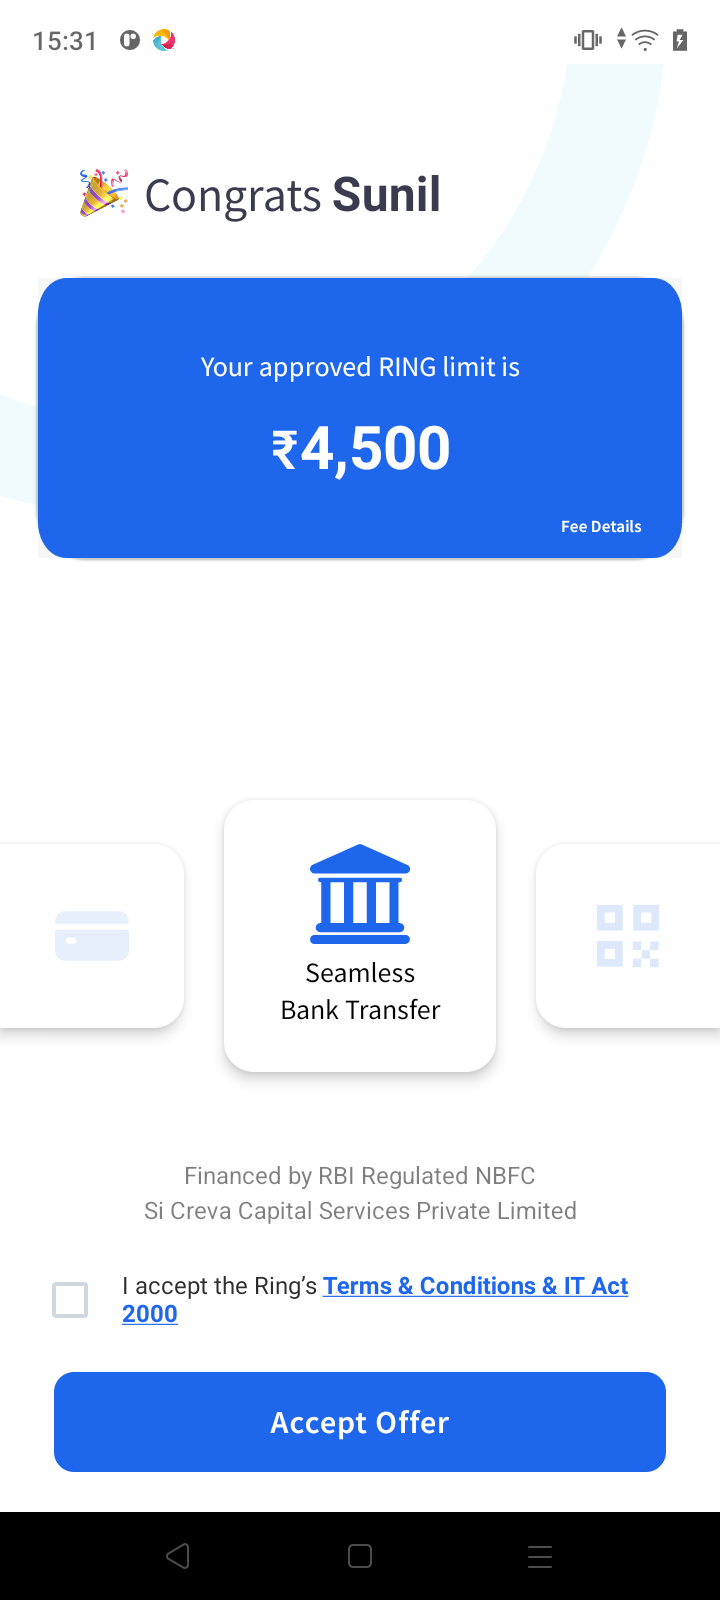 15:31
Congrats Sunil
Your approved RING limit is
₹4,500
Fee Details
Seamless
Bank Transfer
Financed by RBI Regulated NBFC
Si Creva Capital Services Private Limited
I accept the Ring’s Terms & Conditions & IT Act
2000
Accept Offer